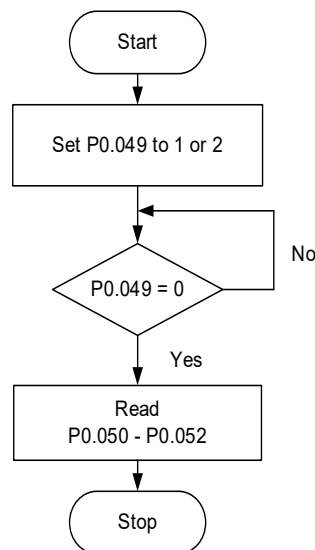 Start
Set P0.049 to 1 or 2
No
P0.049 = 0
Yes
Read
P0.050 - P0.052
Stop